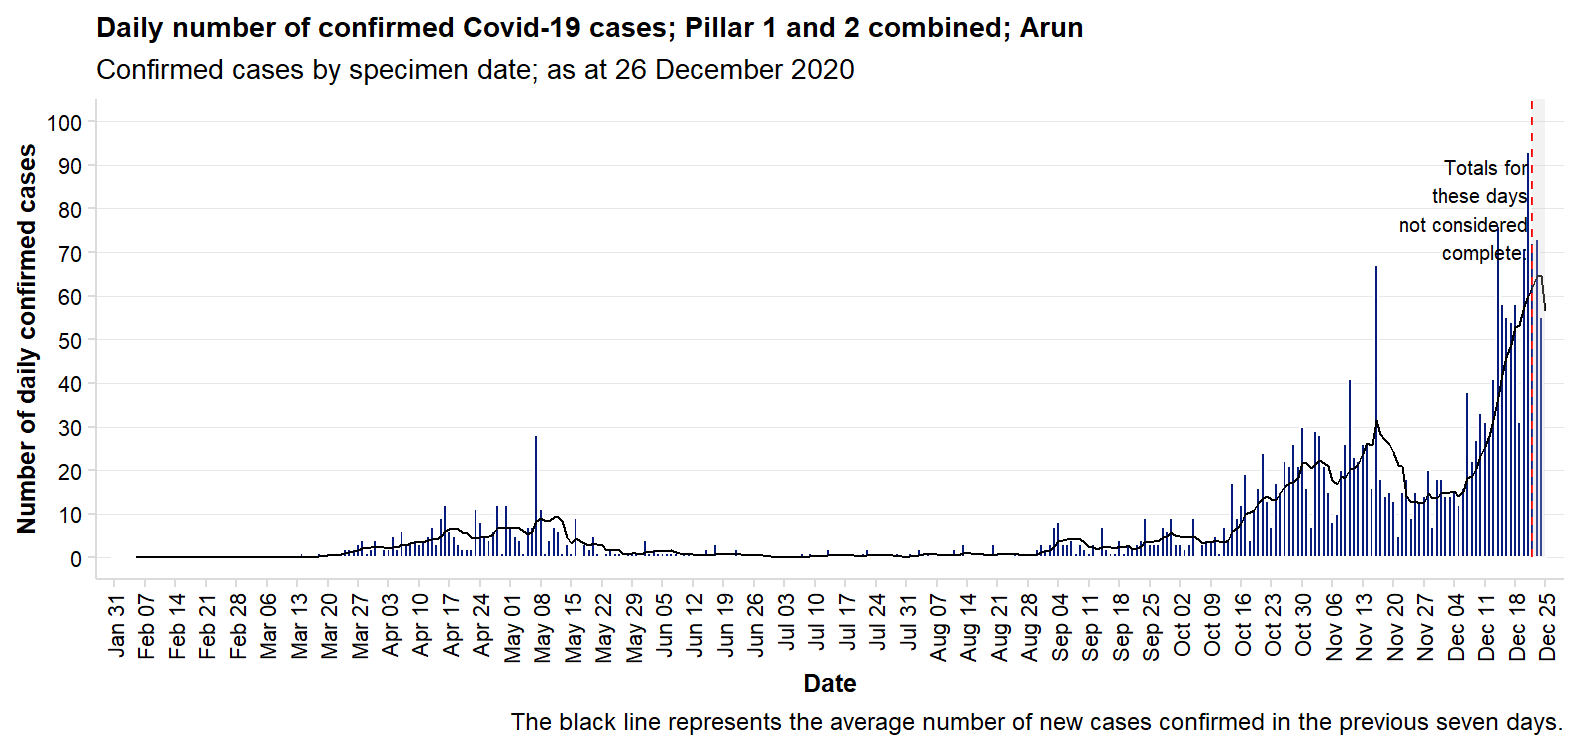 Daily number of confirmed Covid-19 cases; Pillar 1 and 2 combined; Arun
Confirmed cases by specimen date; as at 26 December 2020
Number of daily confirmed cases
100
90
80
70
60
50
40
30
20
10
0
Totals for
these days
not considered
complete.
Jan 31
Feb 07
Feb 14
Feb 21
Feb 28
Mar 06
Mar 13
Mar 20
Mar 27
Apr 03
Apr 10
Apr 17
Apr 24
May 01
May 08
May 15
May 22
May 29
Jun 05
Jun 12
Jun 19
Jun 26
Jul 03
Jul 10
Jul 17
Jul 24
Jul 31
Aug 07
Aug 14
Aug 21
Aug 28
Sep 04
Sep 11
Sep 18
Sep 25
Oct 02
Oct 09
Oct 16
Oct 23
Oct 30
Nov 06
Nov 13
Nov 20
Nov 27
Dec 04
Dec 11
Dec 18
Dec 25
Date
The black line represents the average number of new cases confirmed in the previous seven days.